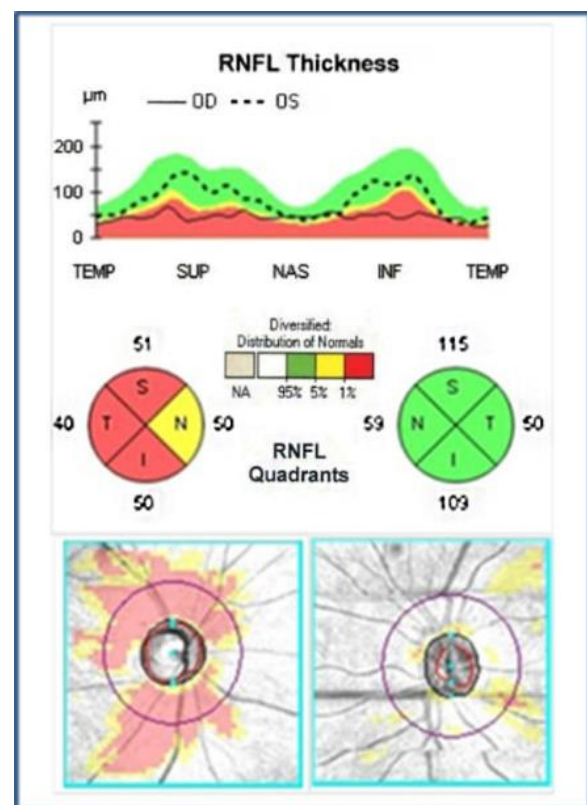 RNFL Thickness
µm
OD OS
200
100
0
TEMP SUP NAS INF TEMP
Diversified:
Distribution of Normals
NA 95% 5% 1%
51
S
T N
I
40 50
50
115
S
N T
I
59 50
109
RNFL
Quadrants